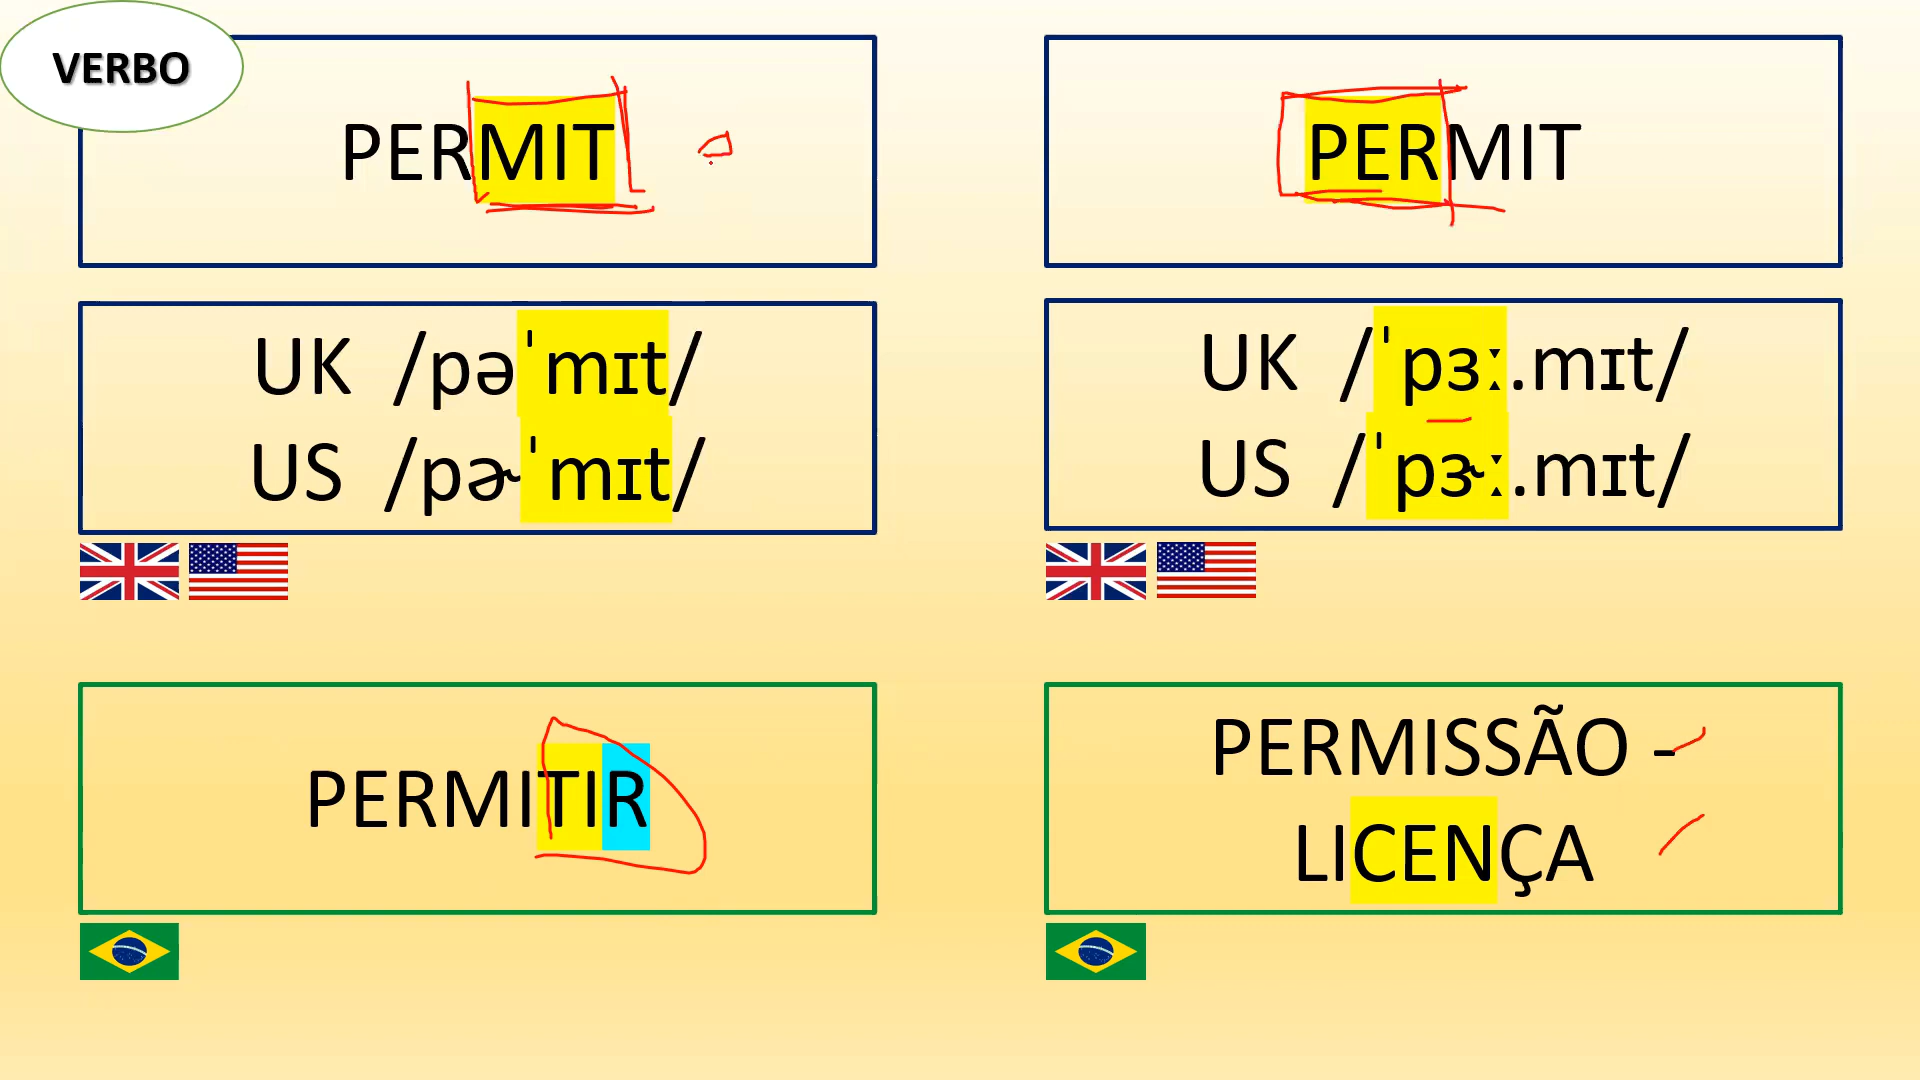 VERBO
PERMIT
PERMIT
UK /pəˈmɪt/
US /pɚˈmɪt/
UK /ˈpɜː.mɪt/
US /ˈpɝː.mɪt/
PERMITIR
PERMISSÃO -
LICENÇA